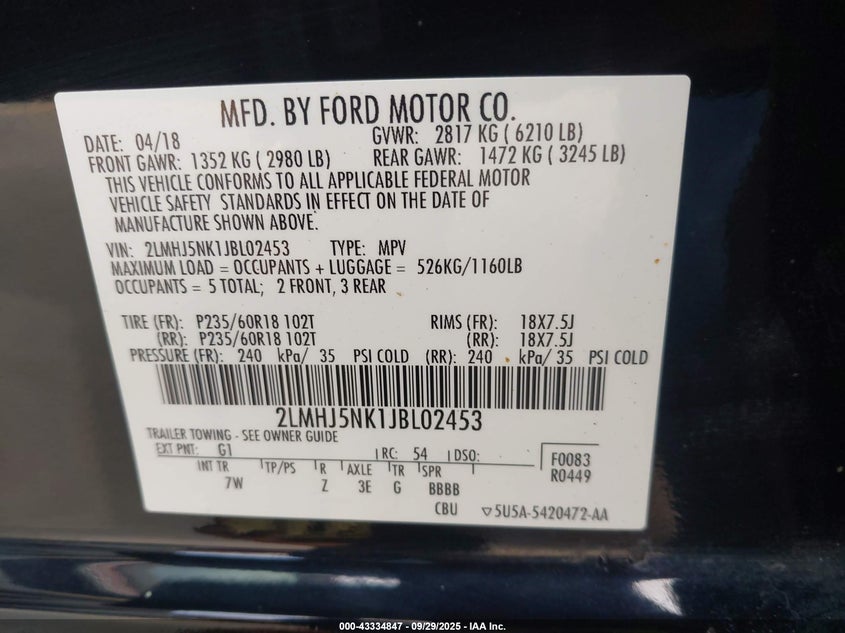 MFD. BY FORD MOTOR CO.
DATE: 04/18 GVWR: 2817 KG ( 6210 LB)
FRONT GAWR: 1352 KG ( 2980 LB) REAR GAWR: 1472 KG ( 3245 LB)
THIS VEHICLE CONFORMS TO ALL APPLICABLE FEDERAL MOTOR
VEHICLE SAFETY STANDARDS IN EFFECT ON THE DATE OF
MANUFACTURE SHOWN ABOVE.
VIN: 2LMHJ5NK1JBL02453 TYPE: MPV
MAXIMUM LOAD = OCCUPANTS + LUGGAGE = 526KG/1160LB
OCCUPANTS = 5 TOTAL; 2 FRONT, 3 REAR
TIRE (FR): P235/60R18 102T RIMS (FR): 18X7.5J
(RR): P235/60R18 102T (RR): 18X7.5J
PRESSURE (FR): 240 kPa/ 35 PSI COLD (RR): 240 kPa/ 35 PSI COLD
2LMHJ5NK1JBL02453
TRAILER TOWING - SEE OWNER GUIDE
EXT PNT: G1 RC: 54 DSO: F0083
INT TR TP/PS R AXLE TR SPR R0449
7W Z 3E G BBBB
CBU ▽5U5A-5420472-AA
000-43334847 - 09/29/2025 - IAA Inc.